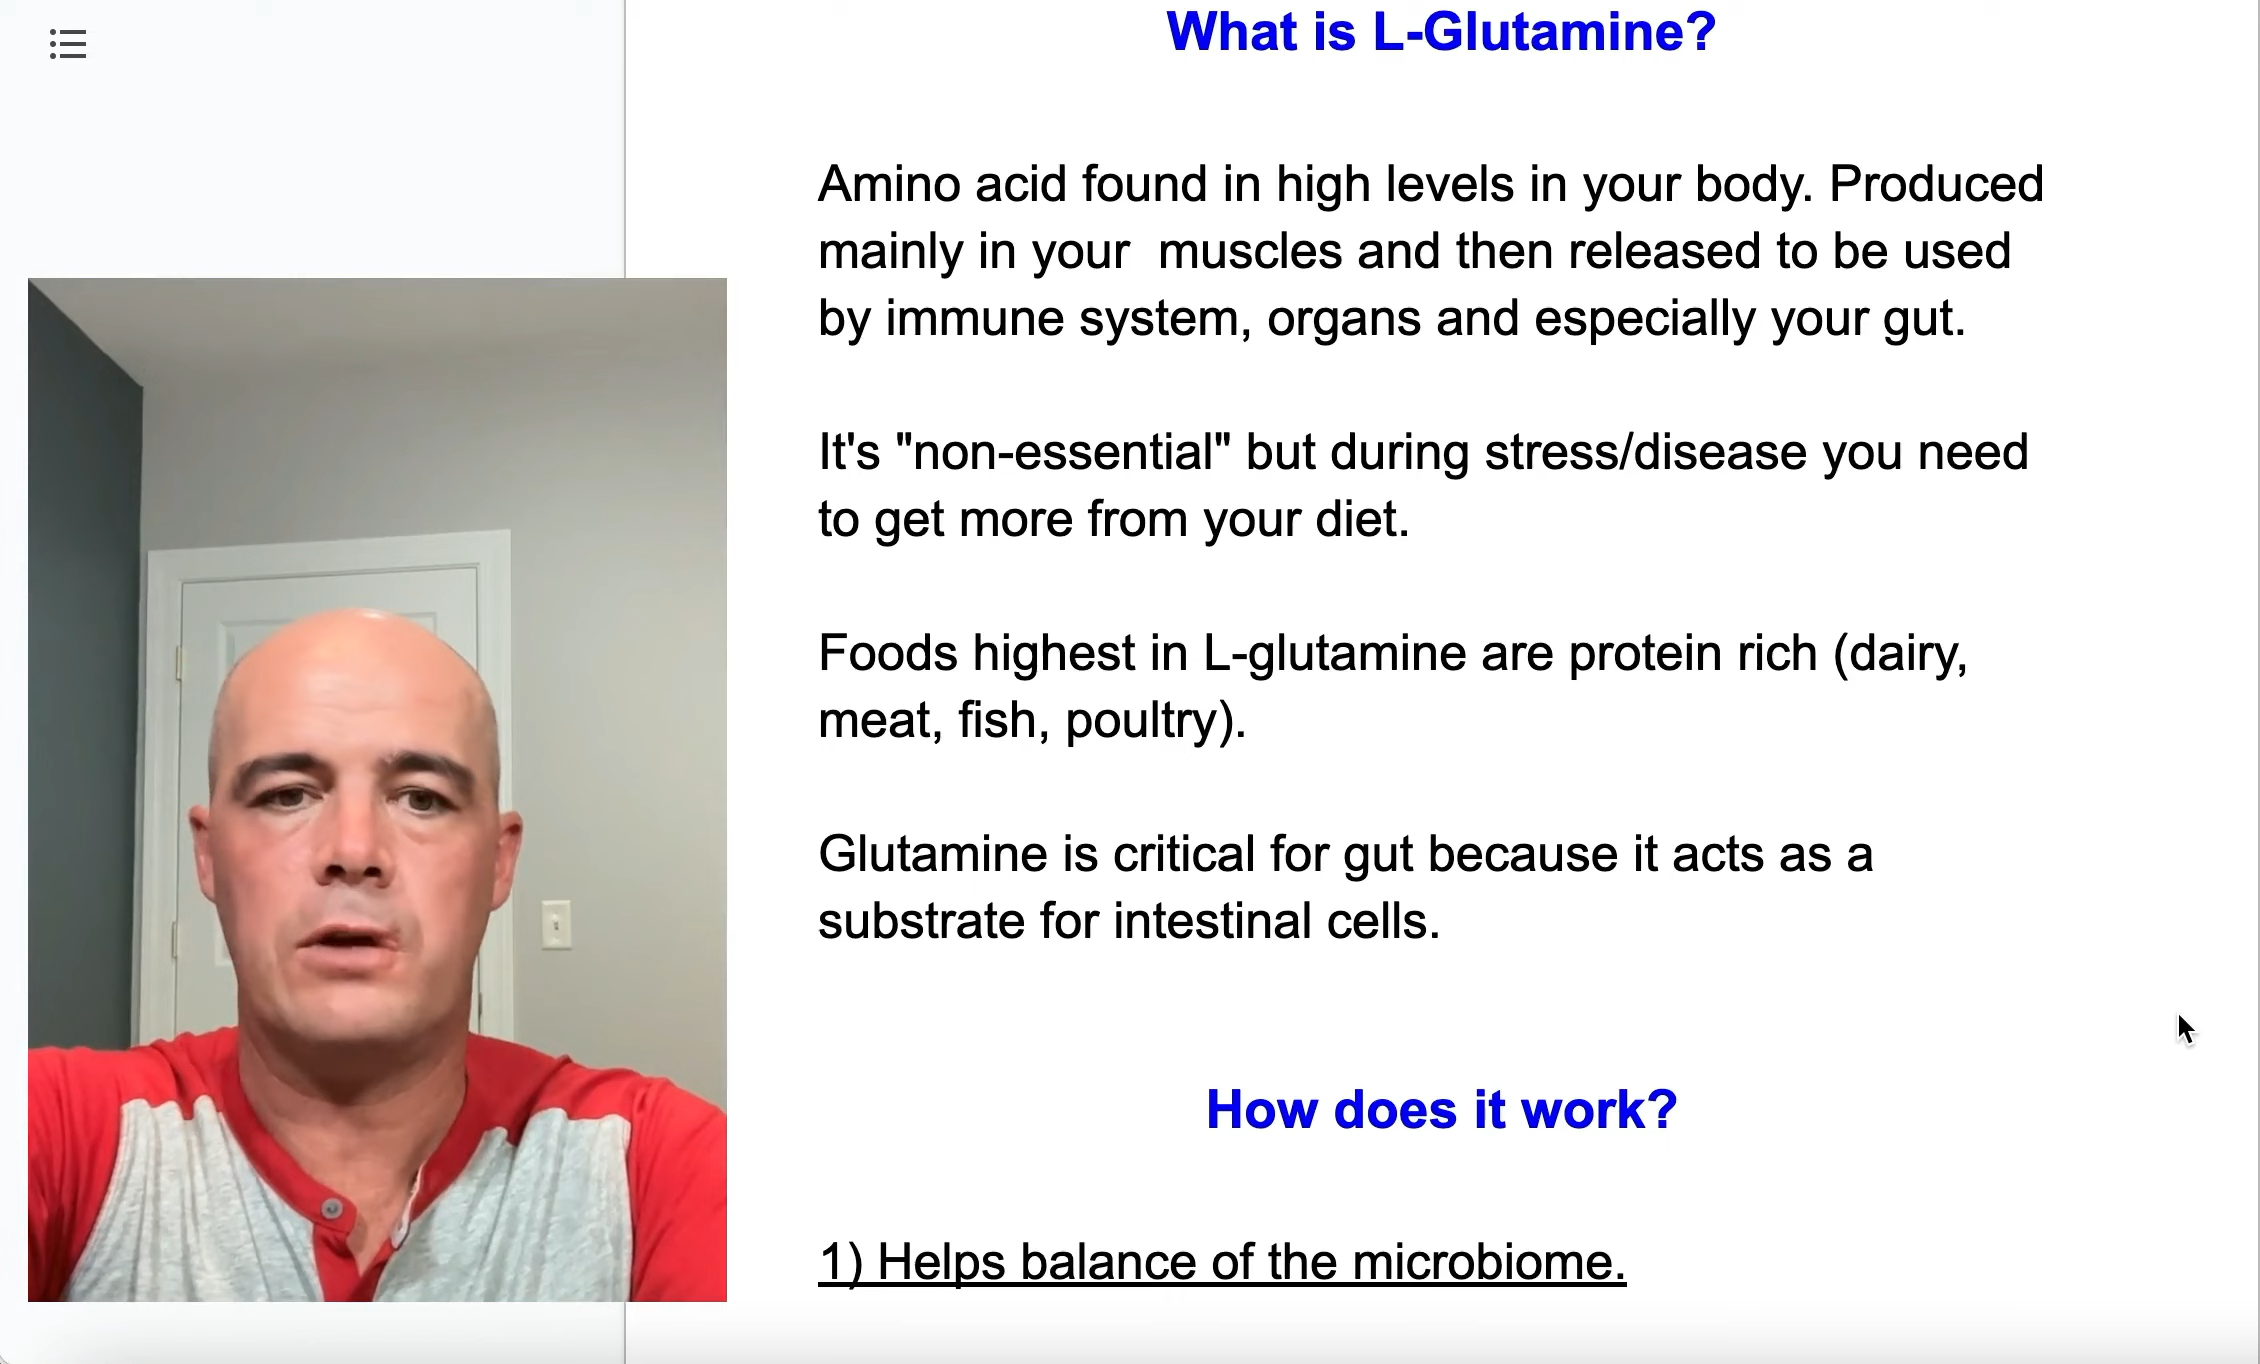 What is L-Glutamine?
Amino acid found in high levels in your body. Produced
mainly in your  muscles and then released to be used
by immune system, organs and especially your gut.
It's "non-essential" but during stress/disease you need
to get more from your diet.
Foods highest in L-glutamine are protein rich (dairy,
meat, fish, poultry).
Glutamine is critical for gut because it acts as a
substrate for intestinal cells.
How does it work?
1) Helps balance of the microbiome.